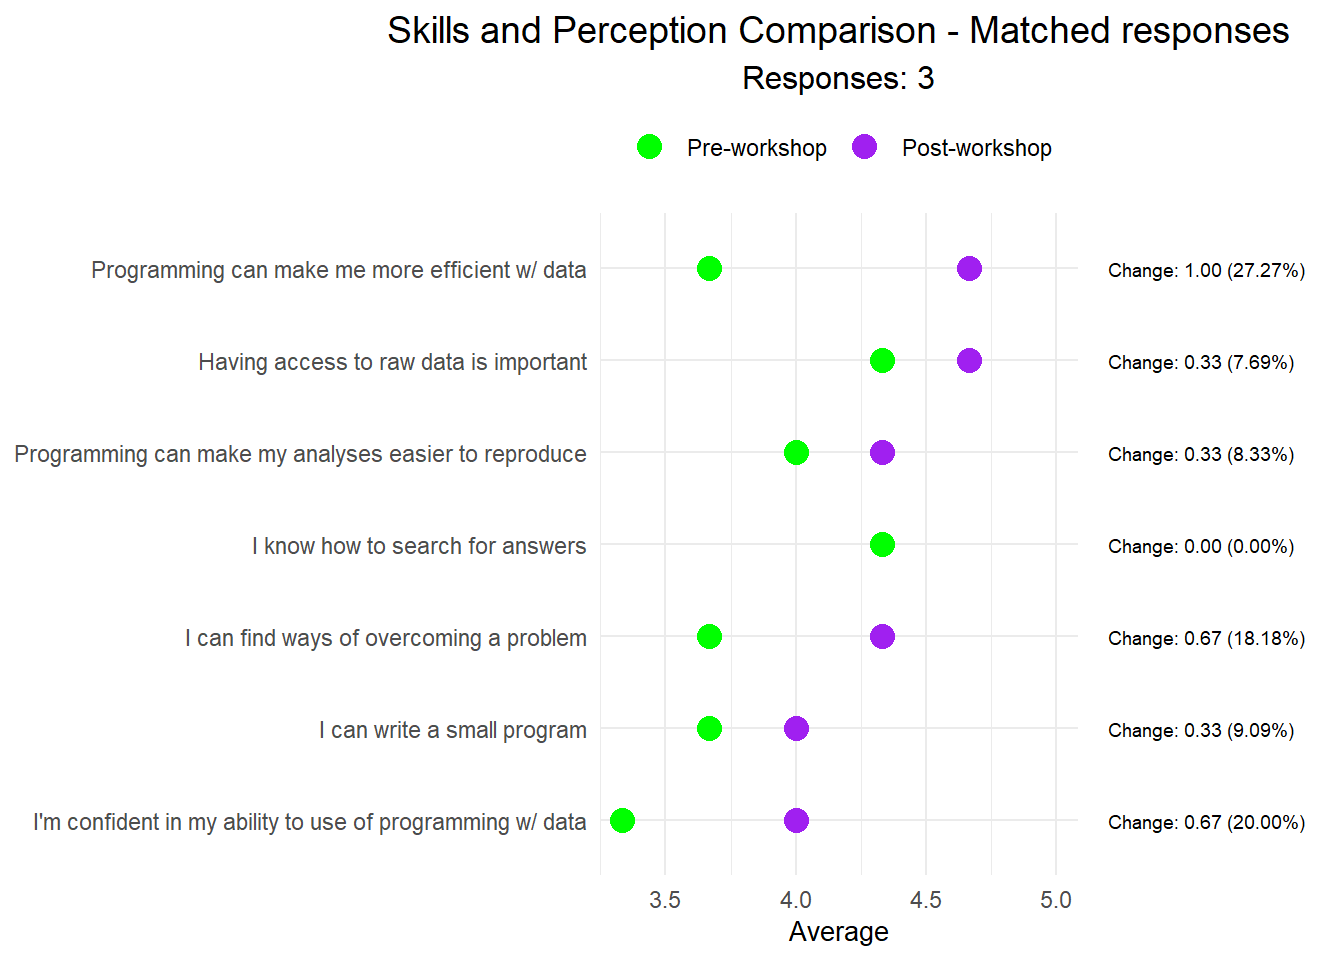 Skills and Perception Comparison - Matched responses
Responses: 3
Pre-workshop Post-workshop
Programming can make me more efficient w/ data Change: 1.00 (27.27%)
Having access to raw data is important Change: 0.33 (7.69%)
Programming can make my analyses easier to reproduce Change: 0.33 (8.33%)
I know how to search for answers Change: 0.00 (0.00%)
I can find ways of overcoming a problem Change: 0.67 (18.18%)
I can write a small program Change: 0.33 (9.09%)
I'm confident in my ability to use of programming w/ data Change: 0.67 (20.00%)
3.5 4.0 4.5 5.0
Average